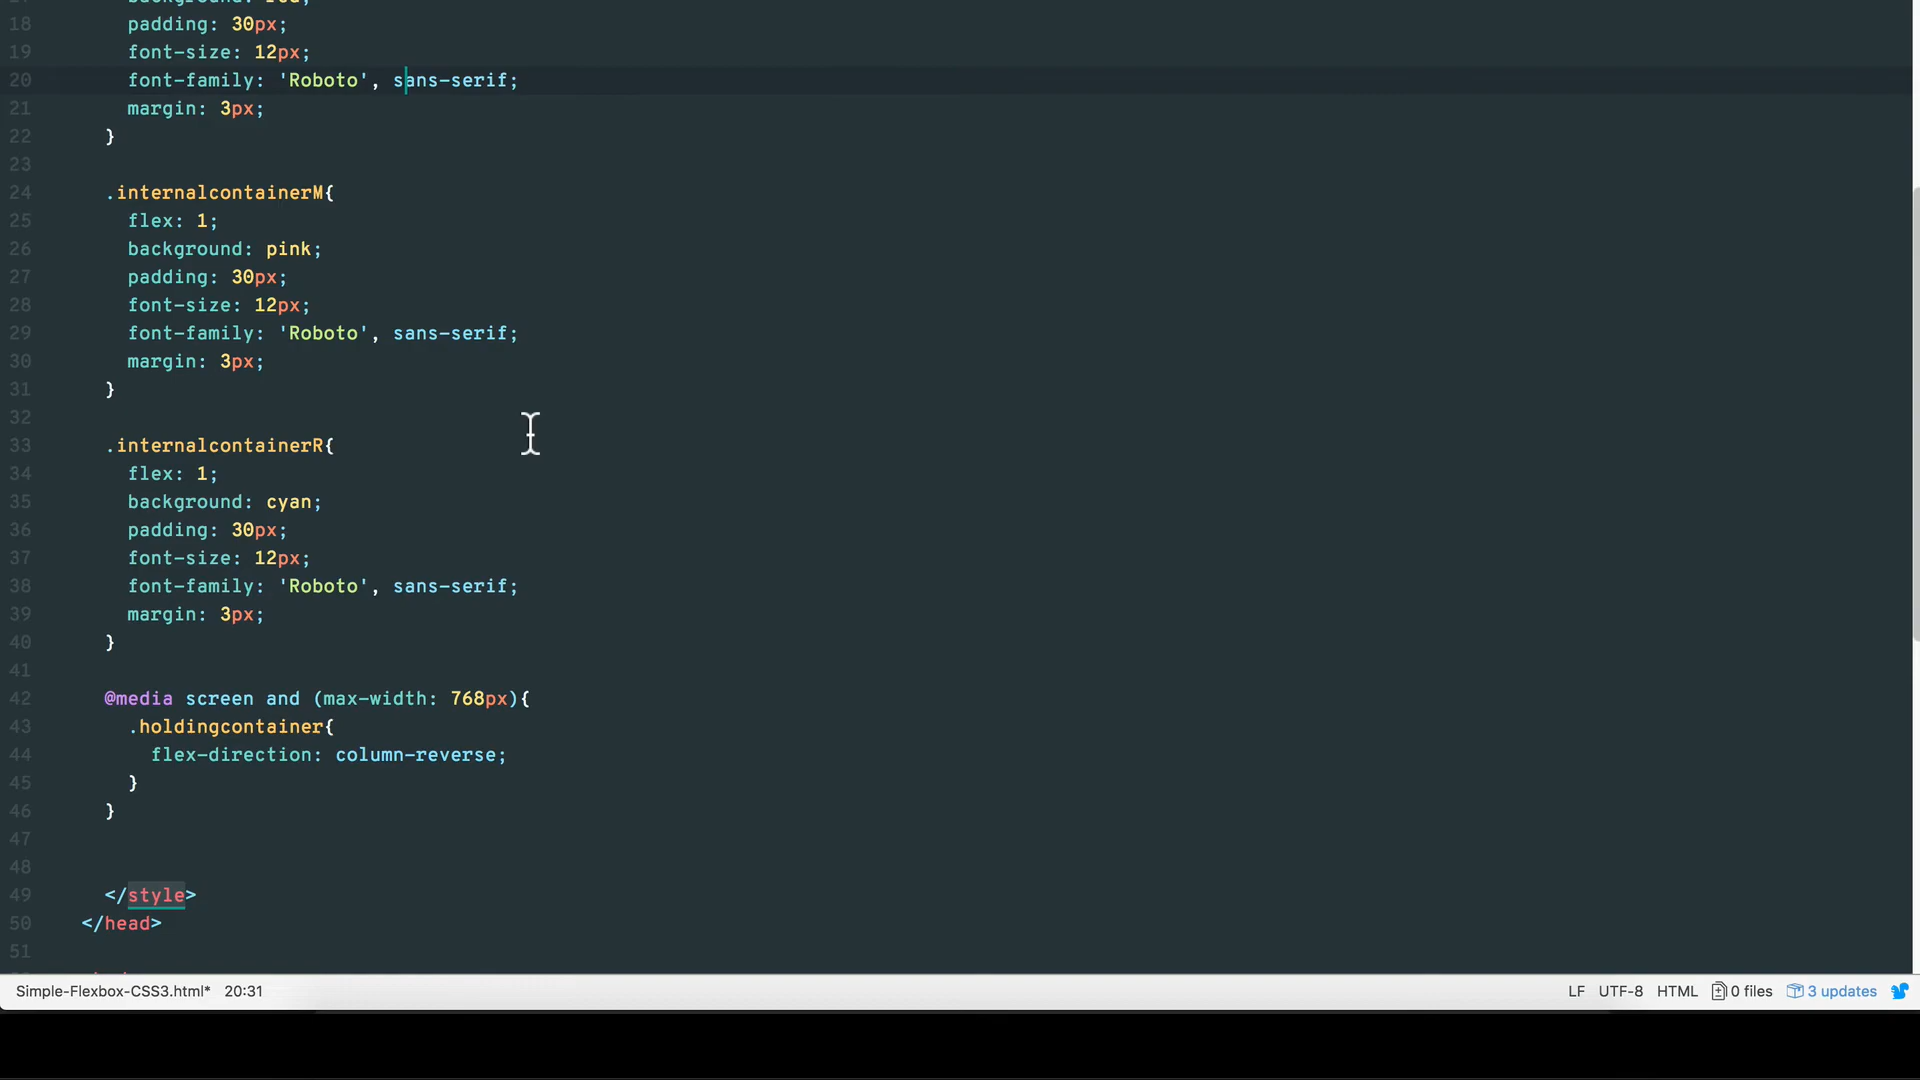 18 padding: 30px;
19 font-size: 12px;
20 font-family: 'Roboto', sans-serif;
21 margin: 3px;
22 }
23
24 .internalcontainerM{
25 flex: 1;
26 background: pink;
27 padding: 30px;
28 font-size: 12px;
29 font-family: 'Roboto', sans-serif;
30 margin: 3px;
31 }
32
33 .internalcontainerR{
34 flex: 1;
35 background: cyan;
36 padding: 30px;
37 font-size: 12px;
38 font-family: 'Roboto', sans-serif;
39 margin: 3px;
40 }
41
42 @media screen and (max-width: 768px){
43 .holdingcontainer{
44 flex-direction: column-reverse;
45 }
46 }
47
48
49 </style>
50 </head>
51
Simple-Flexbox-CSS3.html* 20:31 LF UTF-8 HTML 0 files 3 updates